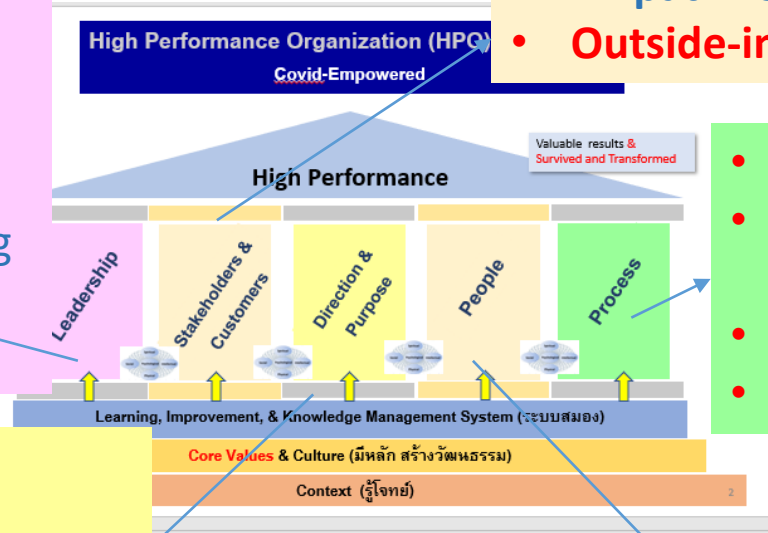 High Performance Organization (HPO)
Covid-Empowered
• Outside-in
Valuable results &
Survived and Transformed
High Performance
g
Leadership
Stakeholders &
Customers
Direction &
Purpose
People
Process
Learning, Improvement, & Knowledge Management System (ระบบสมอง)
Core Values & Culture (มีหลัก สร้างวัฒนธรรม)
Context (รู้โจทย์)
2